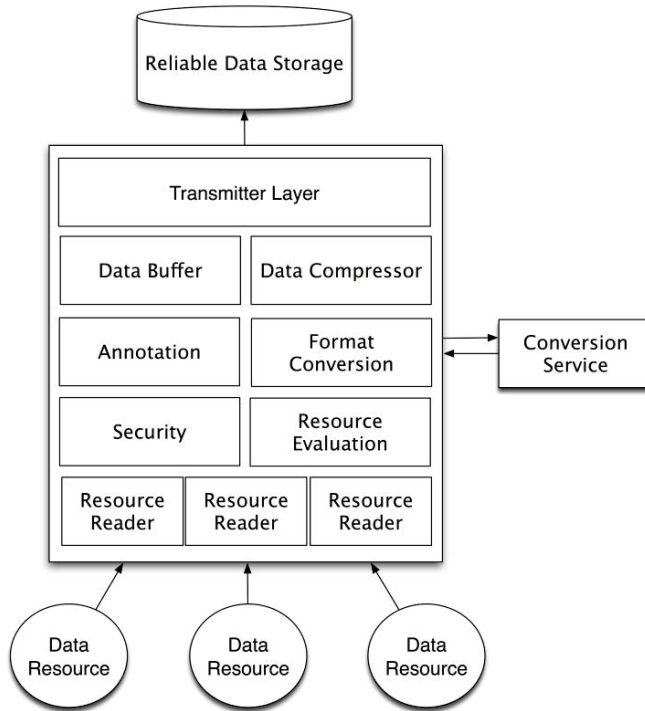 Reliable Data Storage
Transmitter Layer
Data Buffer
Data Compressor
Annotation
Format
Conversion
Conversion
Service
Security
Resource
Evaluation
Resource
Reader
Resource
Reader
Resource
Reader
Data
Resource
Data
Resource
Data
Resource